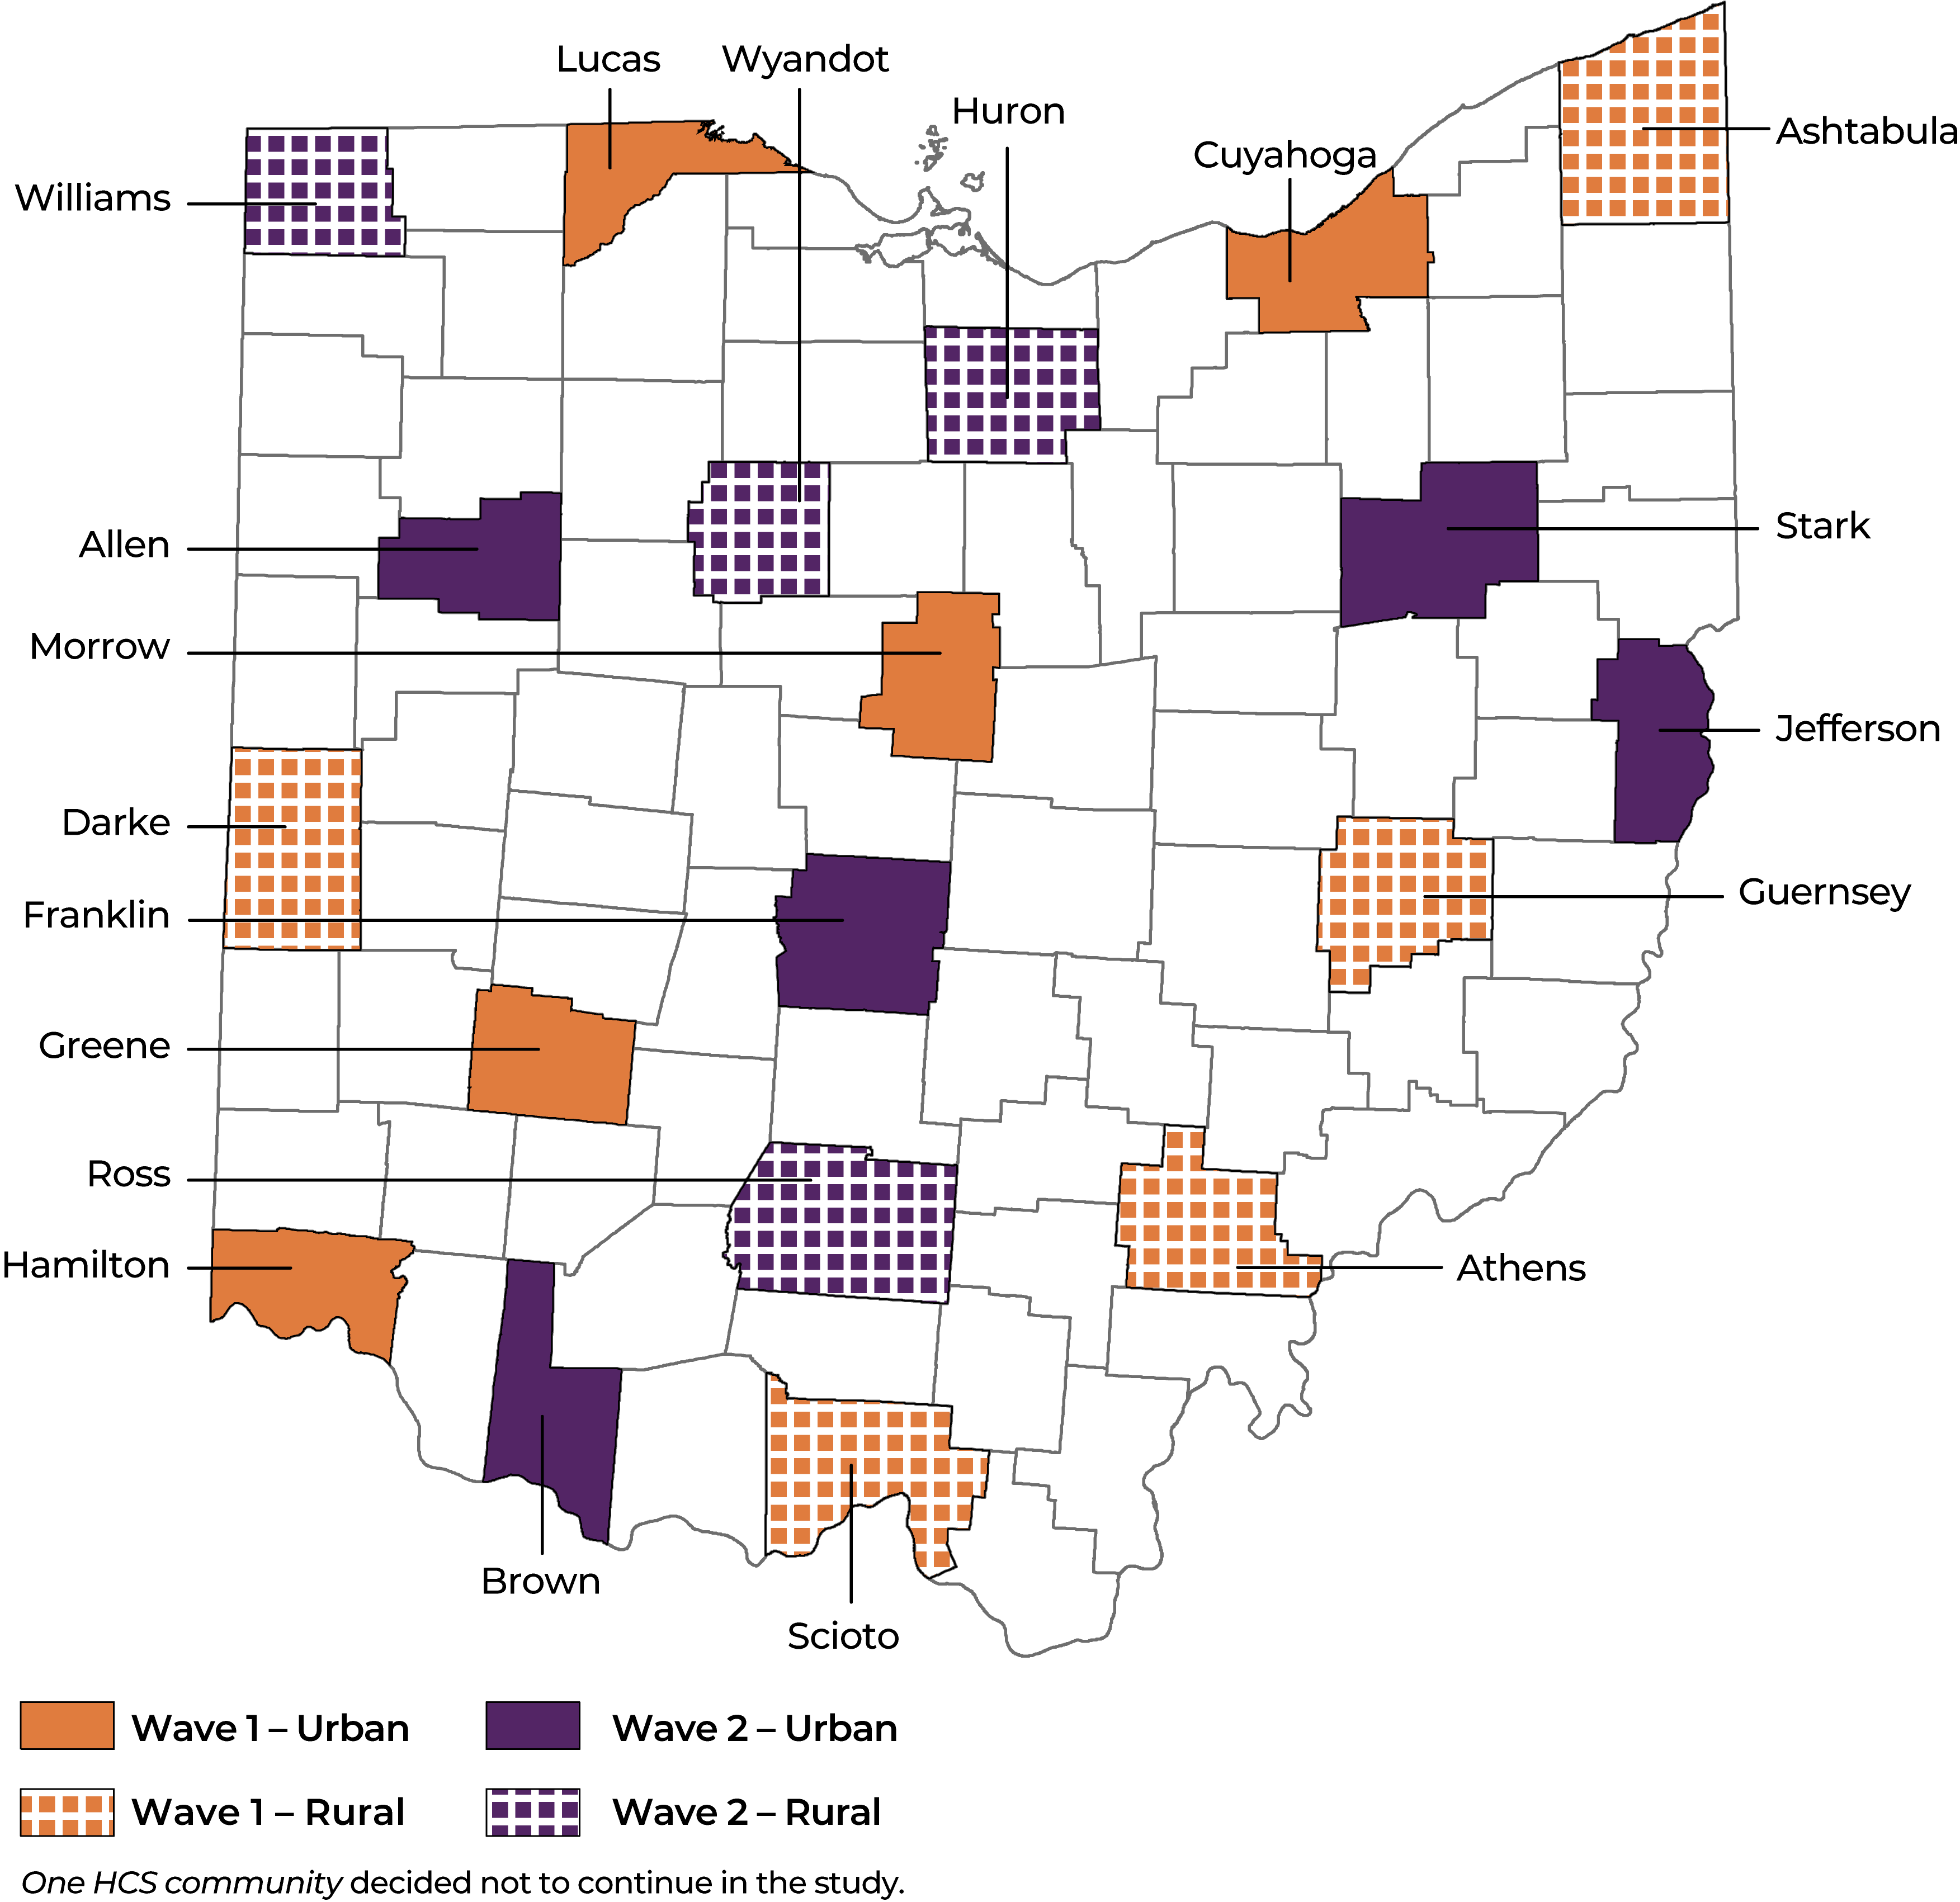 Lucas
Wyandot
Huron
Cuyahoga
Ashtabula
Williams
Allen
Stark
Morrow
Jefferson
Darke
Guernsey
Franklin
Greene
Ross
Hamilton
Athens
Brown
Scioto
Wave 1 – Urban
Wave 2 – Urban
Wave 1 – Rural
Wave 2 – Rural
One HCS community decided not to continue in the study.